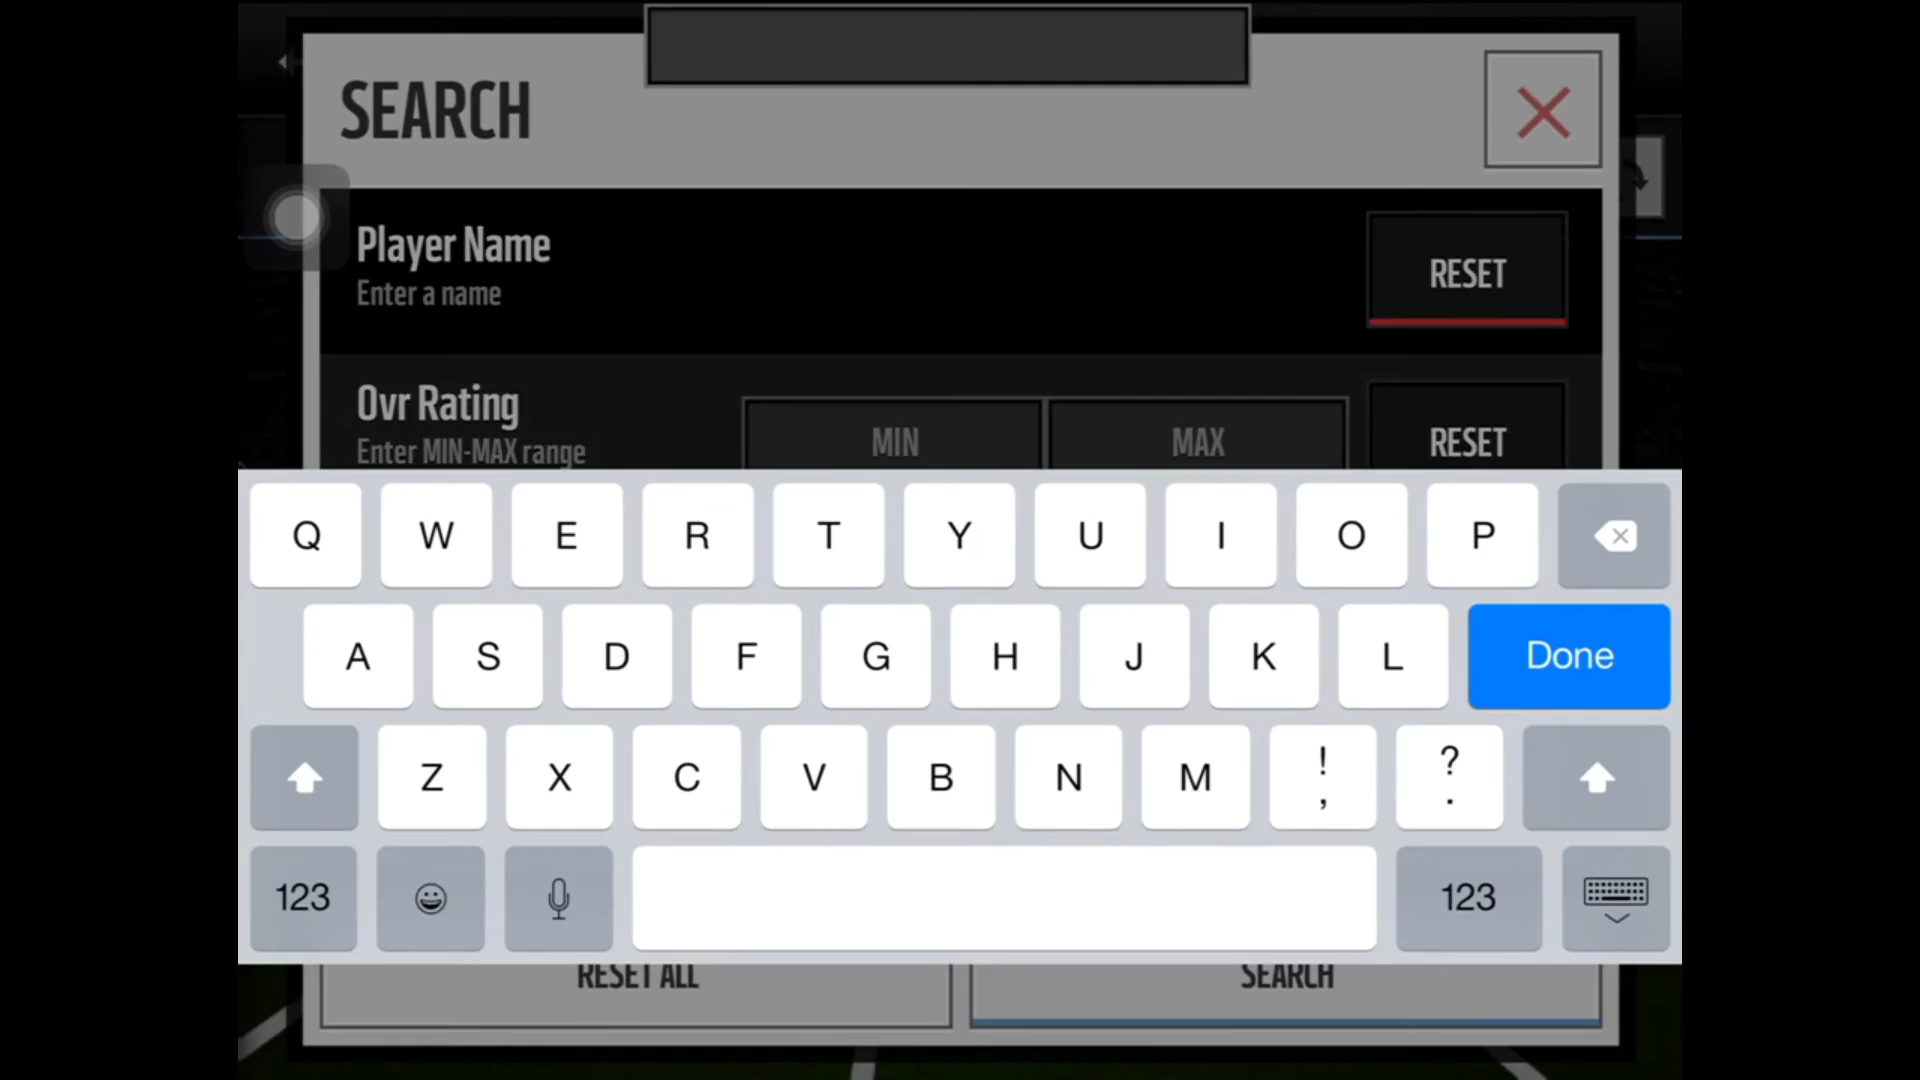 SEARCH
Player Name
Enter a name
RESET
Ovr Rating
Enter MIN-MAX range
MIN
MAX
RESET
Q W E R T Y U I O P
A S D F G H J K L Done
Z X C V B N M ! , ? .
123
123
RESET ALL
SEARCH